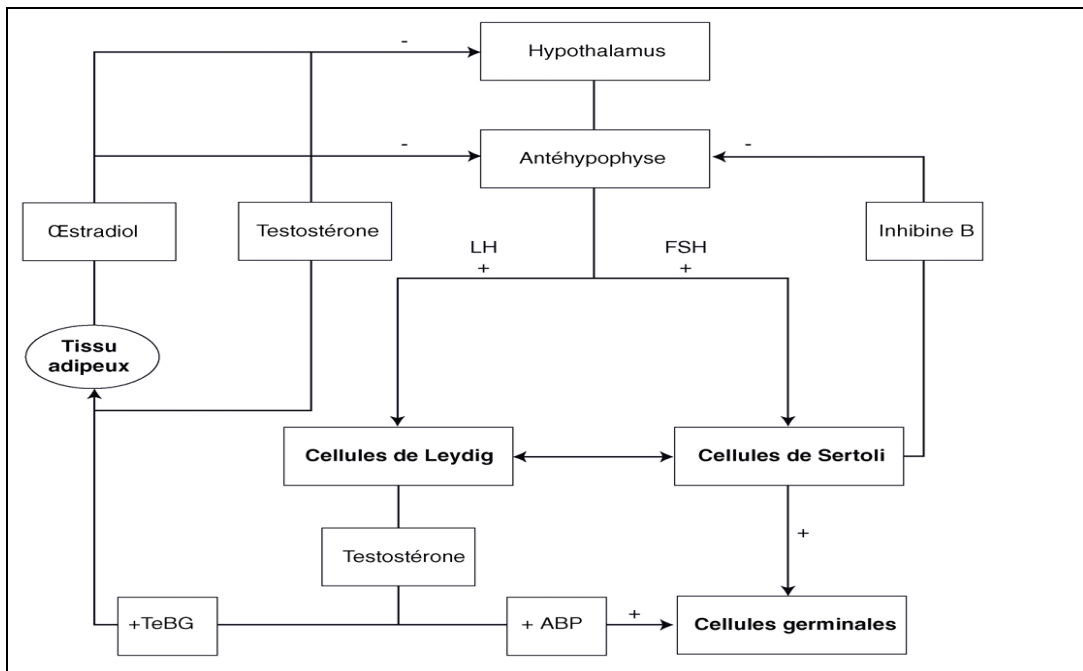 -
Hypothalamus
-
Antéhypophyse
-
Œstradiol
Testostérone
Inhibine B
LH
+
FSH
+
Tissu
adipeux
Cellules de Leydig
Cellules de Sertoli
Testostérone
+
+TeBG
+ ABP
+
Cellules germinales